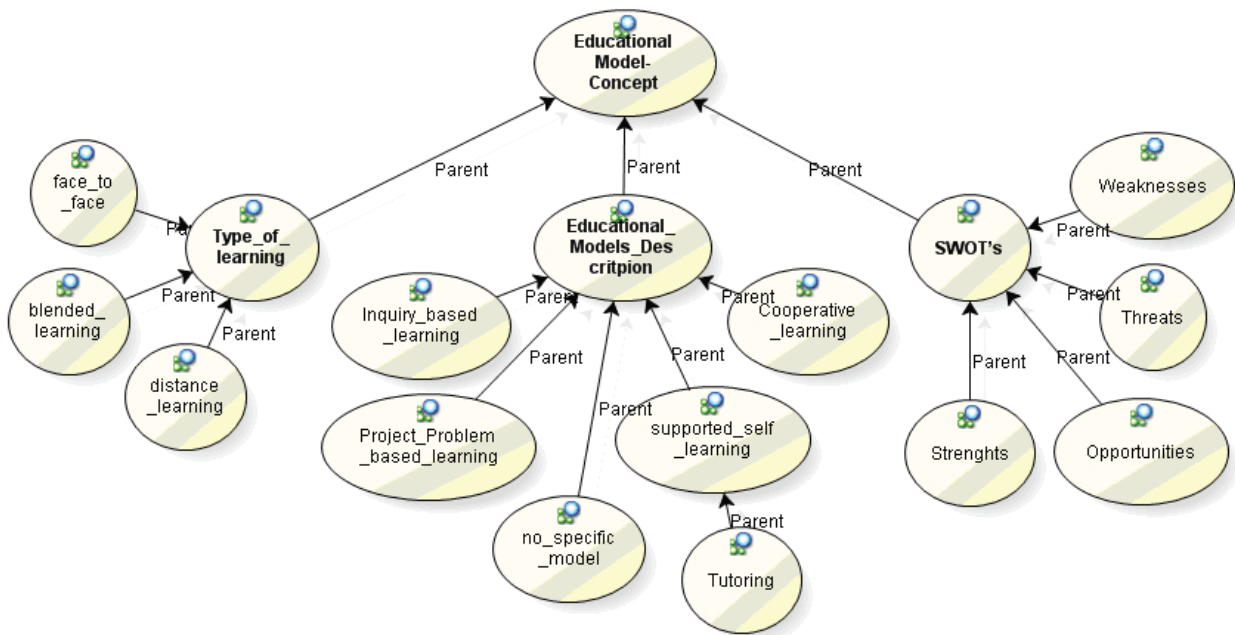 Educational
Model-
Concept
Parent
Parent
Parent
face_to
_face
Parent
Type_of_
learning
blended_
learning
Parent
distance
_learning
Parent
Educational_
Models_Des
critpion
Inquiry_based
_learning
Parent
Project_Problem
_based_learning
Parent
no_specific
_model
Parent
supported_self
_learning
Parent
Tutoring
Parent
Cooperative
_learning
Parent
SWOT's
Weaknesses
Parent
Threats
Parent
Strenghts
Opportunities
Parent